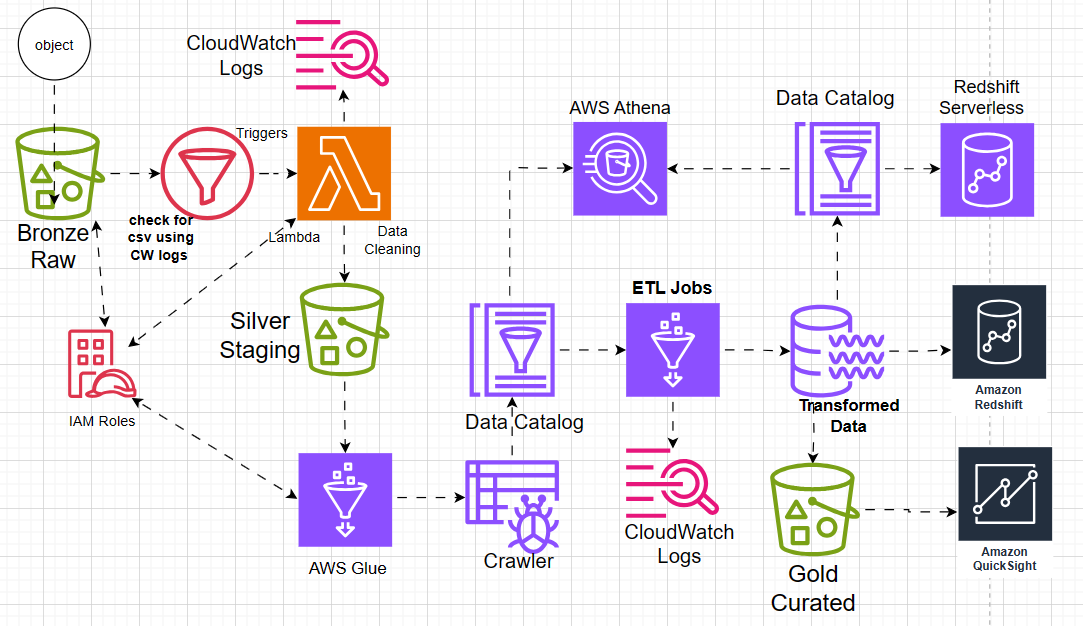 object
CloudWatch
Logs
Triggers
check for
csv using
CW logs
Lambda
Data
Cleaning
Bronze
Raw
IAM Roles
Silver
Staging
AWS Glue
Data Catalog
Crawler
AWS Athena
Data Catalog
Redshift
Serverless
ETL Jobs
CloudWatch
Logs
Transformed
Data
Amazon
Redshift
Gold
Curated
Amazon
QuickSight